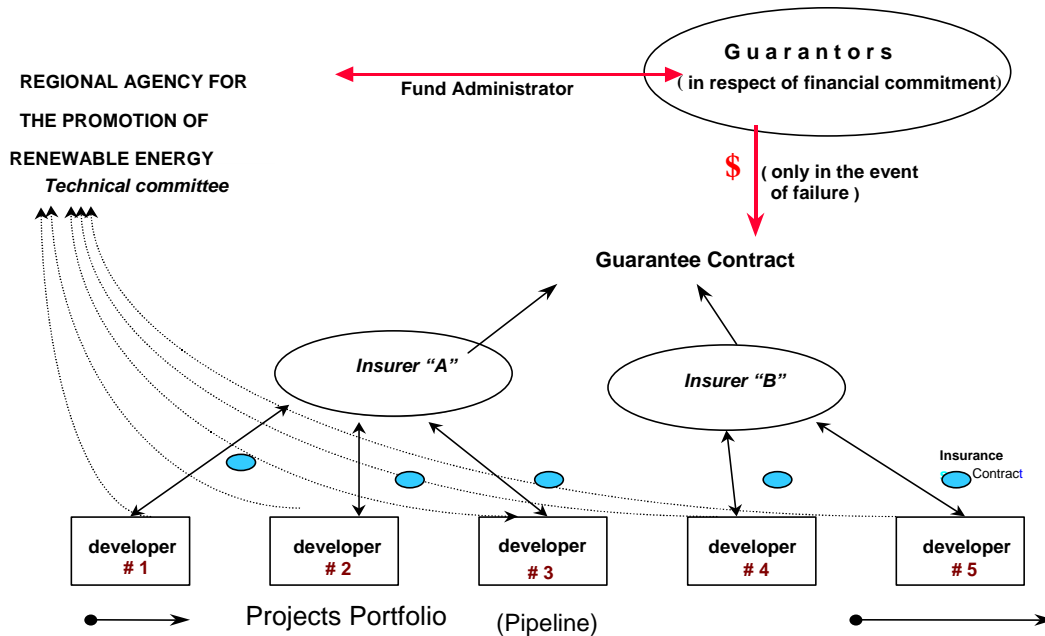 G u a r a n t o r s
( in respect of financial commitment)
REGIONAL AGENCY FOR
THE PROMOTION OF
RENEWABLE ENERGY
Technical committee
Fund Administrator
$
( only in the event
of failure )
Guarantee Contract
Insurer “A”
Insurer “B”
Insurance
Contract
developer
# 1
developer
# 2
developer
# 3
developer
# 4
developer
# 5
Projects Portfolio
(Pipeline)